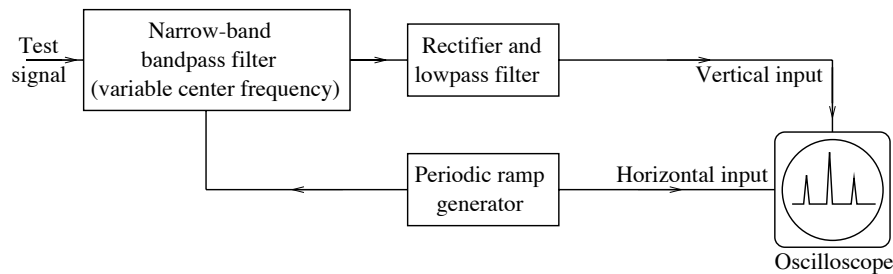 Test
signal
Narrow-band
bandpass filter
(variable center frequency)
Rectifier and
lowpass filter
Vertical input
Periodic ramp
generator
Horizontal input
Oscilloscope